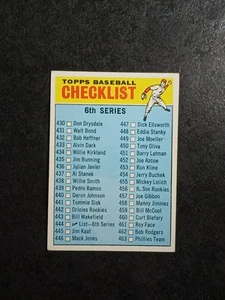 TOPPS BASEBALL
CHECKLIST
6th SERIES
430 Don Drysdale
431 Walt Bond
432 Bob Heffner
433 Alvin Dark
434 Willie Kirkland
435 Jim Bunning
436 Julian Javier
437 Al Stanek
438 Willie Smith
439 Pedro Ramos
440 Deron Johnson
441 Tommie Sisk
442 Orioles Rookies
443 Bill Wakefield
444 List—6th Series
445 Jim Kaat
446 Mack Jones
447 Dick Ellsworth
448 Eddie Stanky
449 Joe Moeller
450 Tony Oliva
451 Barry Latman
452 Joe Azcue
453 Ron Kline
454 Jerry Buchek
455 Mickey Lolich
456 R. Sox Rookies
457 Joe Gibbon
458 Manny Jiminez
459 Bill McCool
460 Curt Blefary
461 Roy Face
462 Bob Rodgers
463 Phillies Team